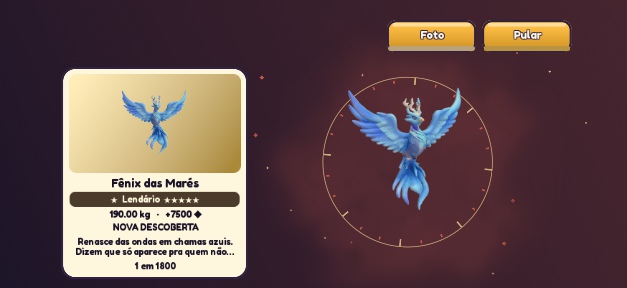 Foto
Pular
Fênix das Marés
★ Lendário ★★★★★
190.00 kg · +7500 ◆
NOVA DESCOBERTA
Renasce das ondas em chamas azuis.
Dizem que só aparece pra quem não...
1 em 1800